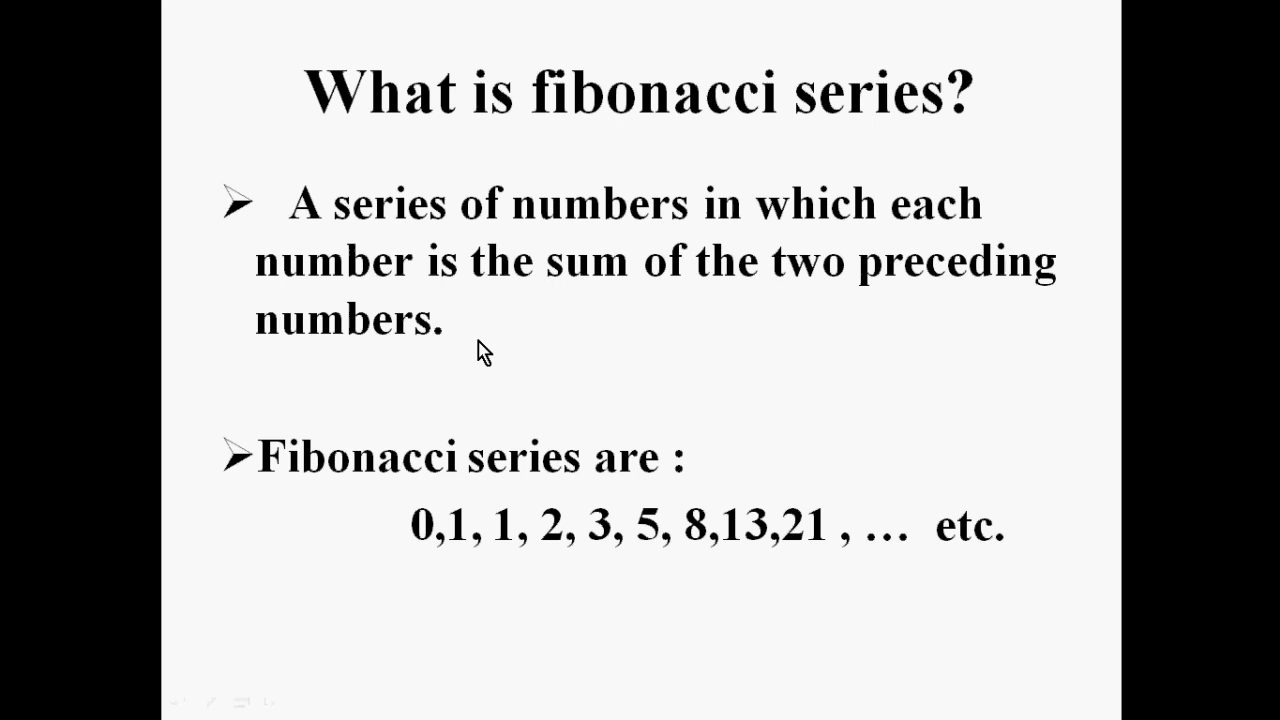 What is fibonacci series?
A series of numbers in which each
number is the sum of the two preceding
numbers.
Fibonacci series are :
0,1, 1, 2, 3, 5, 8,13,21 , … etc.